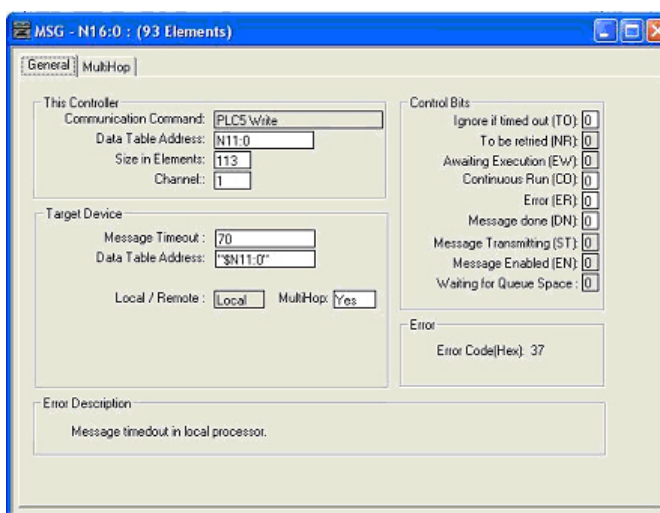 MSG - N16:0 : (93 Elements)
General MultiHop
This Controller
Communication Command: PLC5 Write
Data Table Address: N11:0
Size in Elements: 113
Channel:: 1
Target Device
Message Timeout : 70
Data Table Address: "$N11:0"
Local / Remote : Local MultiHop: Yes
Control Bits
Ignore if timed out (TO): 0
To be retried (NR): 0
Awaiting Execution (EW): 0
Continuous Run (CO): 0
Error (ER): 0
Message done (DN): 0
Message Transmitting (ST): 0
Message Enabled (EN): 0
Waiting for Queue Space : 0
Error
Error Code(Hex): 37
Error Description
Message timedout in local processor.